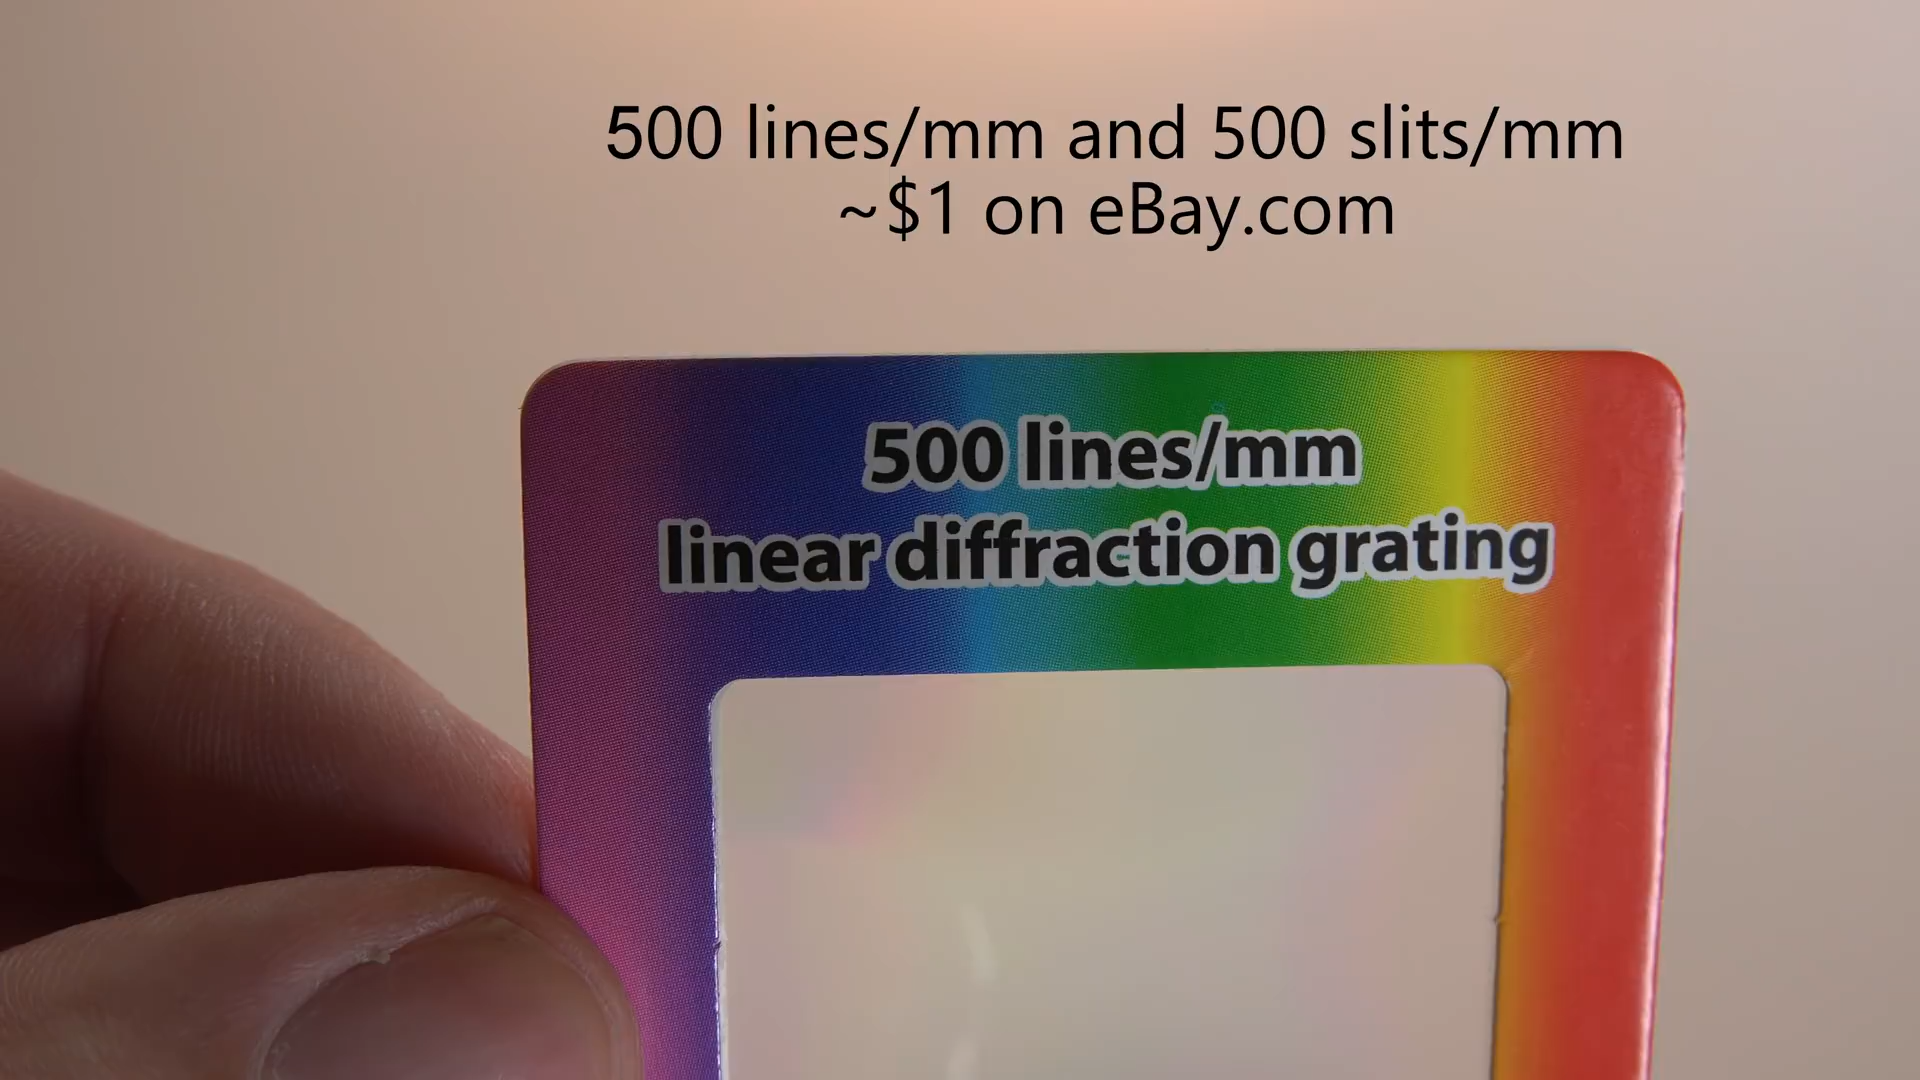 500 lines/mm and 500 slits/mm
~$1 on eBay.com
500 lines/mm
linear diffraction grating